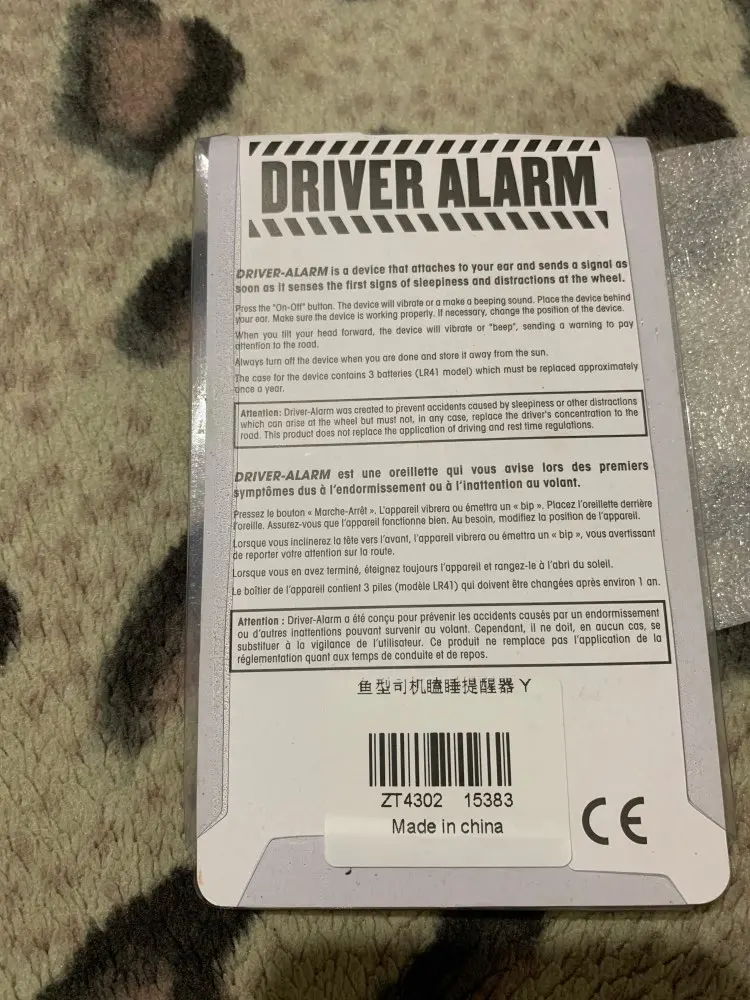 DRIVER ALARM
DRIVER-ALARM is a device that attaches to your ear and sends a signal as
soon as it senses the first signs of sleepiness and distractions at the wheel.
Press the "On-Off" button. The device will vibrate or a make a beeping sound. Place the device behind
your ear. Make sure the device is working properly. If necessary, change the position of the device.
When you tilt your head forward, the device will vibrate or "beep", sending a warning to pay
attention to the road.
Always turn off the device when you are done and store it away from the sun.
The case for the device contains 3 batteries (LR41 model) which must be replaced approximately
once a year.
Attention: Driver-Alarm was created to prevent accidents caused by sleepiness or other distractions
which can arise at the wheel but must not, in any case, replace the driver's concentration to the
road. This product does not replace the application of driving and rest time regulations.
DRIVER-ALARM est une oreillette qui vous avise lors des premiers
symptômes dus à l'endormissement ou à l'inattention au volant.
Pressez le bouton « Marche-Arrêt ». L'appareil vibrera ou émettra un « bip ». Placez l'oreillette derrière
l'oreille. Assurez-vous que l'appareil fonctionne bien. Au besoin, modifiez la position de l'appareil.
Lorsque vous inclinerez la tête vers l'avant, l'appareil vibrera ou émettra un « bip », vous avertissant
de reporter votre attention sur la route.
Lorsque vous en avez terminé, éteignez toujours l'appareil et rangez-le à l'abri du soleil.
Le boîtier de l'appareil contient 3 piles (modèle LR41) qui doivent être changées après environ 1 an.
Attention : Driver-Alarm a été conçu pour prévenir les accidents causés par un endormissement
ou d'autres inattentions pouvant survenir au volant. Cependant, il ne doit, en aucun cas, se
substituer à la vigilance de l'utilisateur. Ce produit ne remplace pas l'application de la
réglementation quant aux temps de conduite et de repos.
鱼型司机瞌睡提醒器丫
ZT4302 15383
Made in china
CE